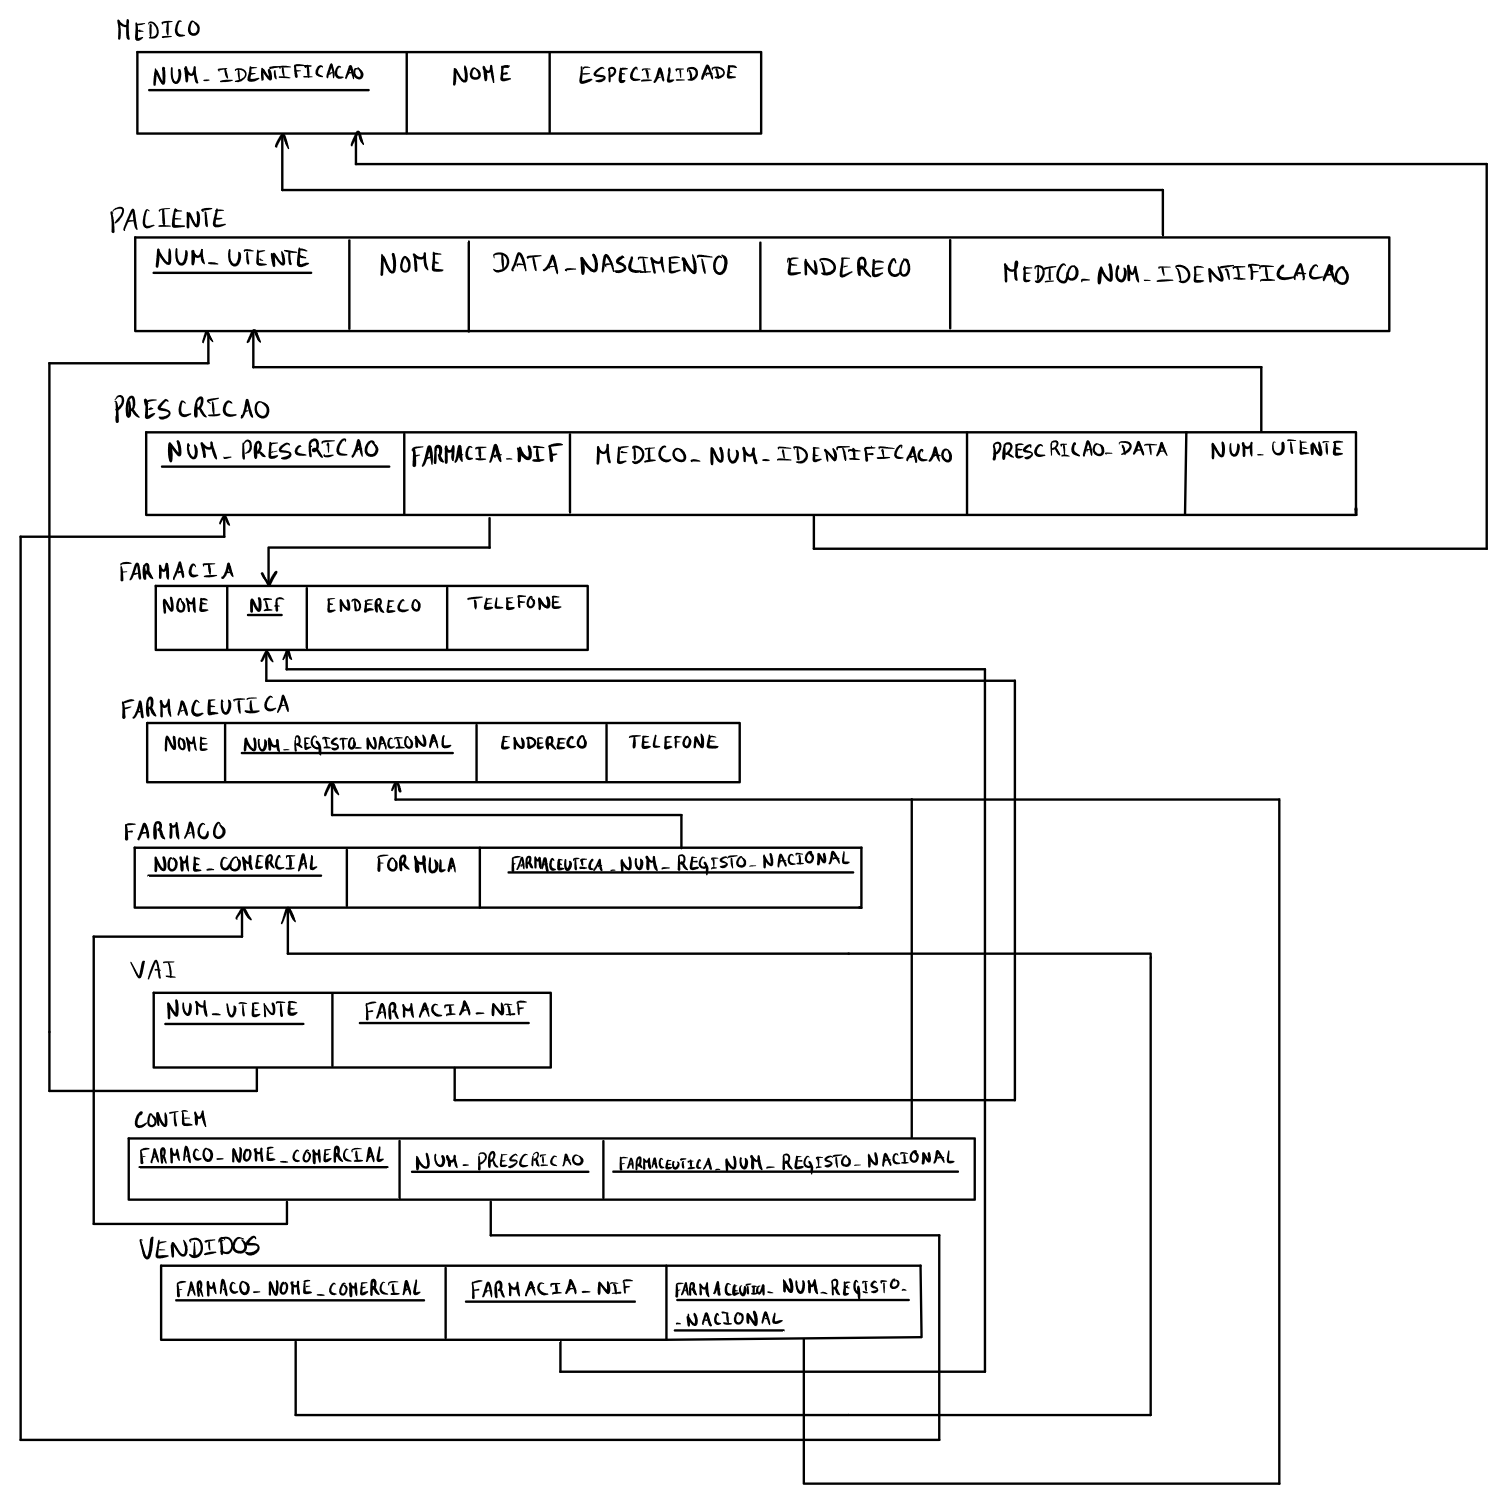 MEDICO
NUM_IDENTIFICACAO NOME ESPECIALIDADE
PACIENTE
NUM_UTENTE NOME DATA_NASCIMENTO ENDERECO MEDICO_NUM_IDENTIFICACAO
PRESCRICAO
NUM_PRESCRICAO FARMACIA_NIF MEDICO_NUM_IDENTIFICACAO PRESCRICAO_DATA NUM_UTENTE
FARMACIA
NOME NIF ENDERECO TELEFONE
FARMACEUTICA
NOME NUM_REGISTO_NACIONAL ENDERECO TELEFONE
FARMACO
NOME_COMERCIAL FORMULA FARMACEUTICA_NUM_REGISTO_NACIONAL
VAI
NUM_UTENTE FARMACIA_NIF
CONTEM
FARMACO_NOME_COMERCIAL NUM_PRESCRICAO FARMACEUTICA_NUM_REGISTO_NACIONAL
VENDIDOS
FARMACO_NOME_COMERCIAL FARMACIA_NIF FARMACEUTICA_NUM_REGISTO_
_NACIONAL